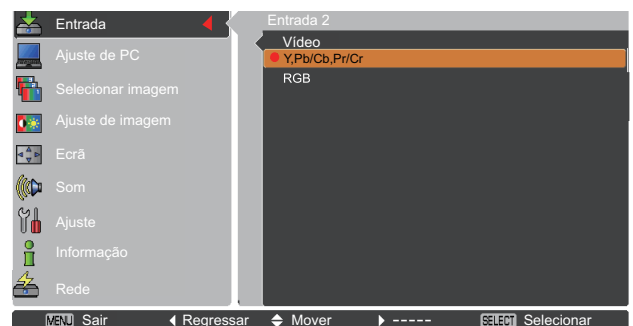 Entrada
Ajuste de PC
Selecionar imagem
Ajuste de imagem
Ecrã
Som
Ajuste
Informação
Rede
Entrada 2
Vídeo
Y,Pb/Cb,Pr/Cr
RGB
MENU Sair Regressar Mover ----- SELECT Selecionar